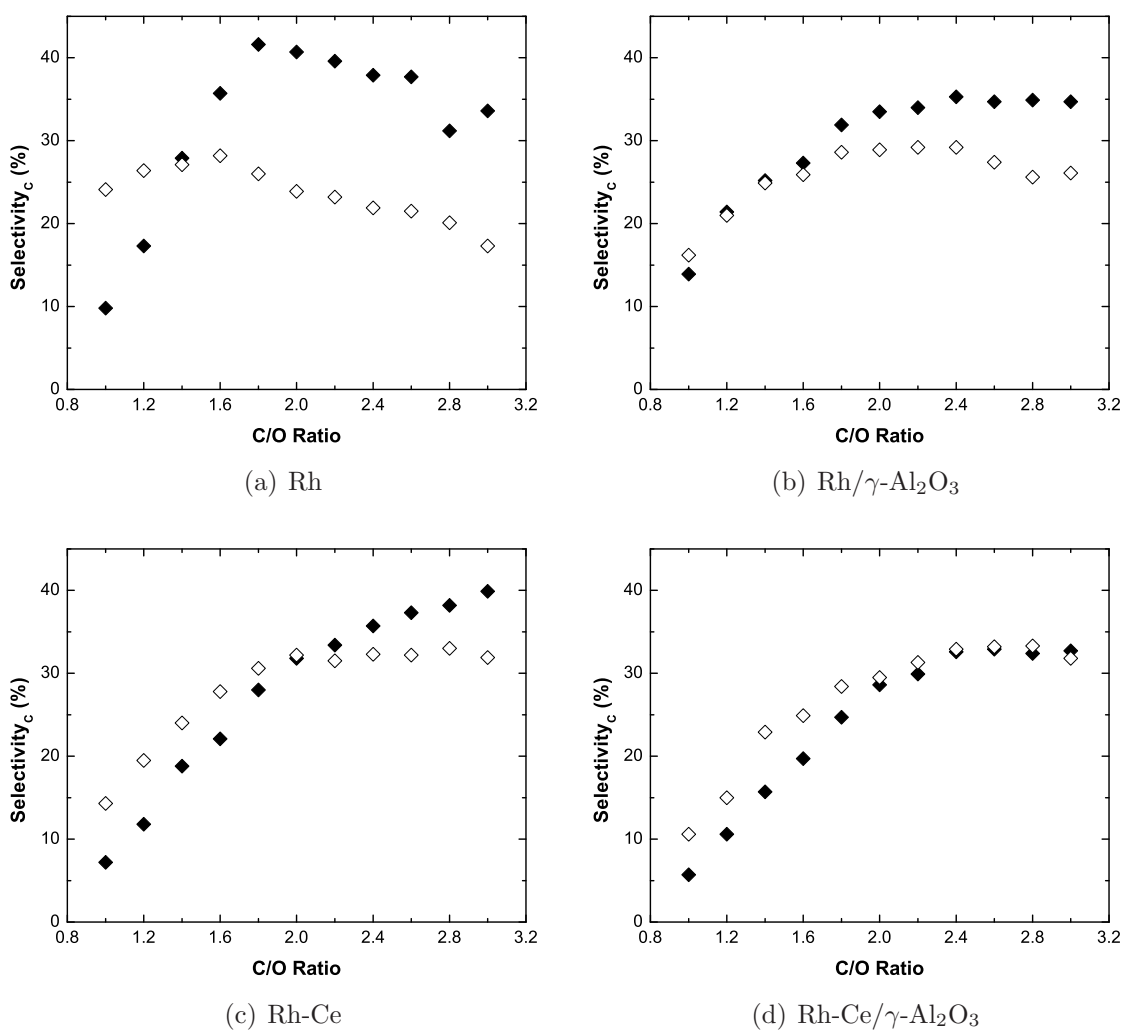 40
30
20
10
0
0.8 1.2 1.6 2.0 2.4 2.8 3.2
Selectivity_C (%)
C/O Ratio
(a) Rh
40
30
20
10
0
0.8 1.2 1.6 2.0 2.4 2.8 3.2
Selectivity_C (%)
C/O Ratio
(b) Rh/γ-Al₂O₃
40
30
20
10
0
0.8 1.2 1.6 2.0 2.4 2.8 3.2
Selectivity_C (%)
C/O Ratio
(c) Rh-Ce
40
30
20
10
0
0.8 1.2 1.6 2.0 2.4 2.8 3.2
Selectivity_C (%)
C/O Ratio
(d) Rh-Ce/γ-Al₂O₃